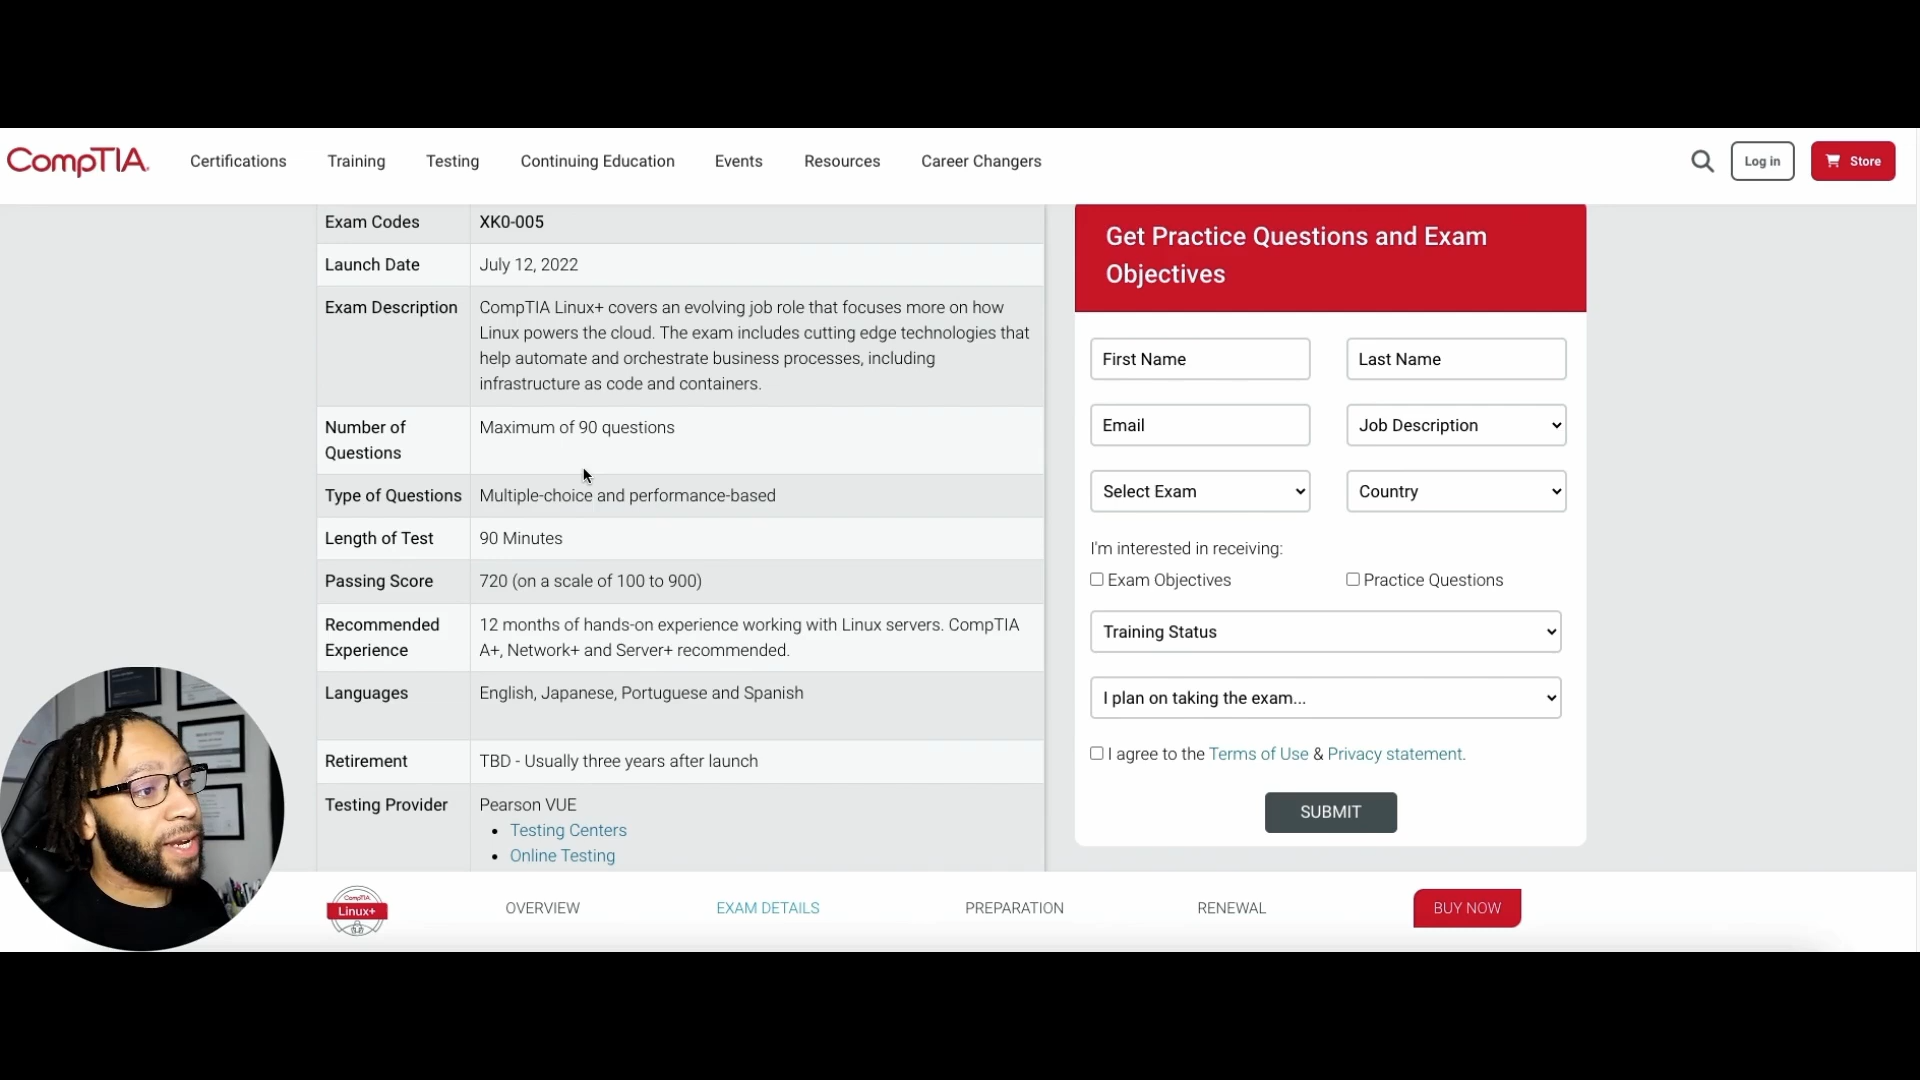 CompTIA.
Certifications
Training
Testing
Continuing Education
Events
Resources
Career Changers
Log in
Store
Exam Codes
XK0-005
Launch Date
July 12, 2022
Exam Description
CompTIA Linux+ covers an evolving job role that focuses more on how
Linux powers the cloud. The exam includes cutting edge technologies that
help automate and orchestrate business processes, including
infrastructure as code and containers.
Number of
Questions
Maximum of 90 questions
Type of Questions
Multiple-choice and performance-based
Length of Test
90 Minutes
Passing Score
720 (on a scale of 100 to 900)
Recommended
Experience
12 months of hands-on experience working with Linux servers. CompTIA
A+, Network+ and Server+ recommended.
Languages
English, Japanese, Portuguese and Spanish
Retirement
TBD - Usually three years after launch
Testing Provider
Pearson VUE
• Testing Centers
• Online Testing
Get Practice Questions and Exam
Objectives
First Name
Last Name
Email
Job Description
Select Exam
Country
I'm interested in receiving:
Exam Objectives
Practice Questions
Training Status
I plan on taking the exam...
I agree to the Terms of Use & Privacy statement.
SUBMIT
CompTIA
Linux+
OVERVIEW
EXAM DETAILS
PREPARATION
RENEWAL
BUY NOW